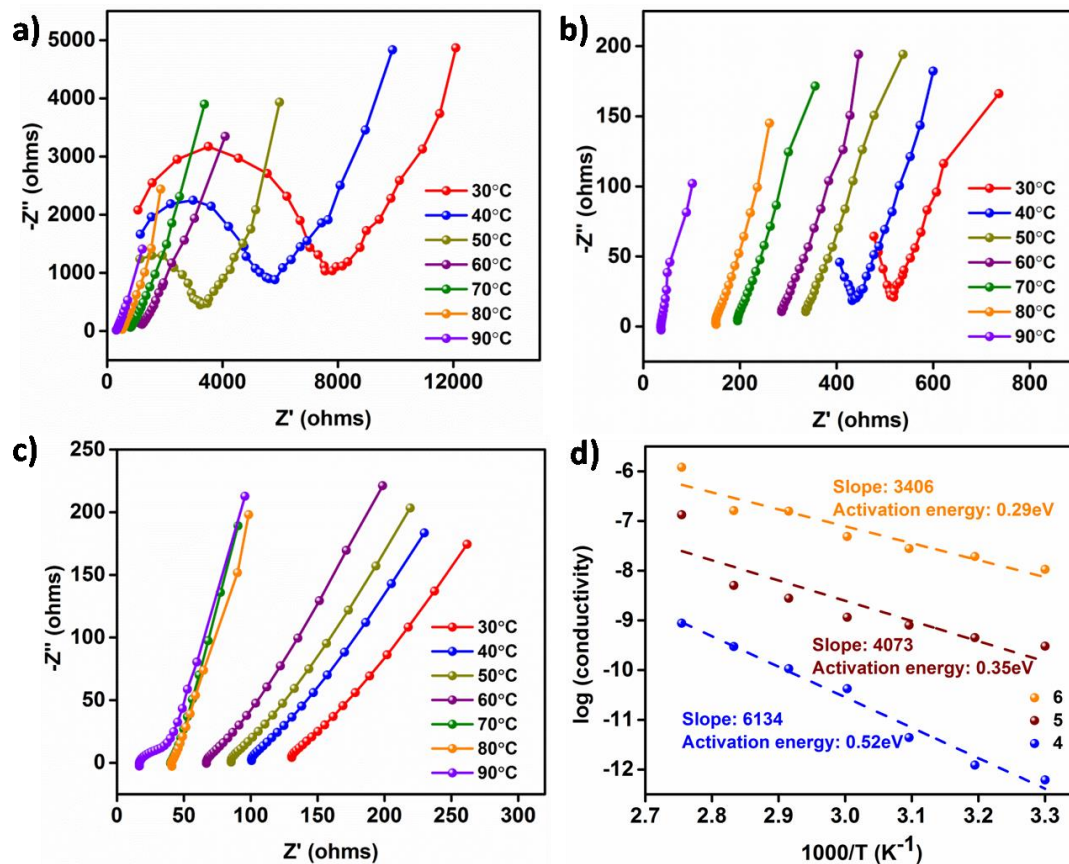 a)
5000
4000
3000
2000
1000
0
-Z" (ohms)
30°C
40°C
50°C
60°C
70°C
80°C
90°C
0 4000 8000 12000
Z' (ohms)
b)
200
150
100
50
0
-Z" (ohms)
30°C
40°C
50°C
60°C
70°C
80°C
90°C
0 200 400 600 800
Z' (ohms)
c)
250
200
150
100
50
0
-Z" (ohms)
30°C
40°C
50°C
60°C
70°C
80°C
90°C
0 50 100 150 200 250 300
Z' (ohms)
d)
-6
-7
-8
-9
-10
-11
-12
log (conductivity)
Slope: 3406
Activation energy: 0.29eV
Slope: 4073
Activation energy: 0.35eV
Slope: 6134
Activation energy: 0.52eV
6
5
4
2.7 2.8 2.9 3.0 3.1 3.2 3.3
1000/T (K⁻¹)